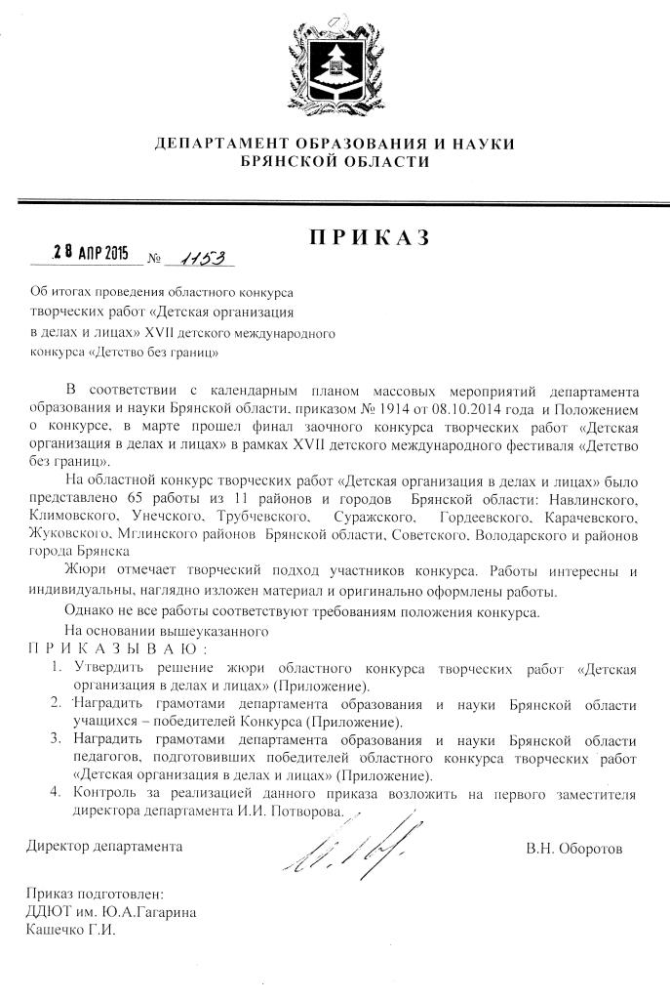 ДЕПАРТАМЕНТ ОБРАЗОВАНИЯ И НАУКИ
БРЯНСКОЙ ОБЛАСТИ
ПРИКАЗ
28 АПР 2015 № 1153
Об итогах проведения областного конкурса
творческих работ «Детская организация
в делах и лицах» XVII детского международного
конкурса «Детство без границ»
В соответствии с календарным планом массовых мероприятий департамента
образования и науки Брянской области, приказом № 1914 от 08.10.2014 года и Положением
о конкурсе, в марте прошел финал заочного конкурса творческих работ «Детская
организация в делах и лицах» в рамках XVII детского международного фестиваля «Детство
без границ».
На областной конкурс творческих работ «Детская организация в делах и лицах» было
представлено 65 работы из 11 районов и городов Брянской области: Навлинского,
Климовского, Унечского, Трубчевского, Суражского, Гордеевского, Карачевского,
Жуковского, Мглинского районов Брянской области, Советского, Володарского и районов
города Брянска
Жюри отмечает творческий подход участников конкурса. Работы интересны и
индивидуальны, наглядно изложен материал и оригинально оформлены работы.
Однако не все работы соответствуют требованиям положения конкурса.
На основании вышеуказанного
П Р И К А З Ы В А Ю :
1. Утвердить решение жюри областного конкурса творческих работ «Детская
организация в делах и лицах» (Приложение).
2. Наградить грамотами департамента образования и науки Брянской области
учащихся – победителей Конкурса (Приложение).
3. Наградить грамотами департамента образования и науки Брянской области
педагогов, подготовивших победителей областного конкурса творческих работ
«Детская организация в делах и лицах» (Приложение).
4. Контроль за реализацией данного приказа возложить на первого заместителя
директора департамента И.И. Потворова.
Директор департамента В.Н. Оборотов
Приказ подготовлен:
ДДЮТ им. Ю.А.Гагарина
Кашечко Г.И.